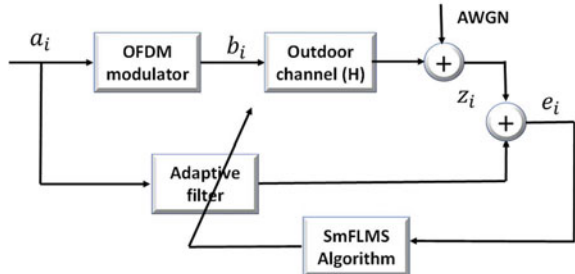 AWGN
a_i
OFDM
modulator
b_i
Outdoor
channel (H)
+
z_i
+
e_i
Adaptive
filter
SmFLMS
Algorithm